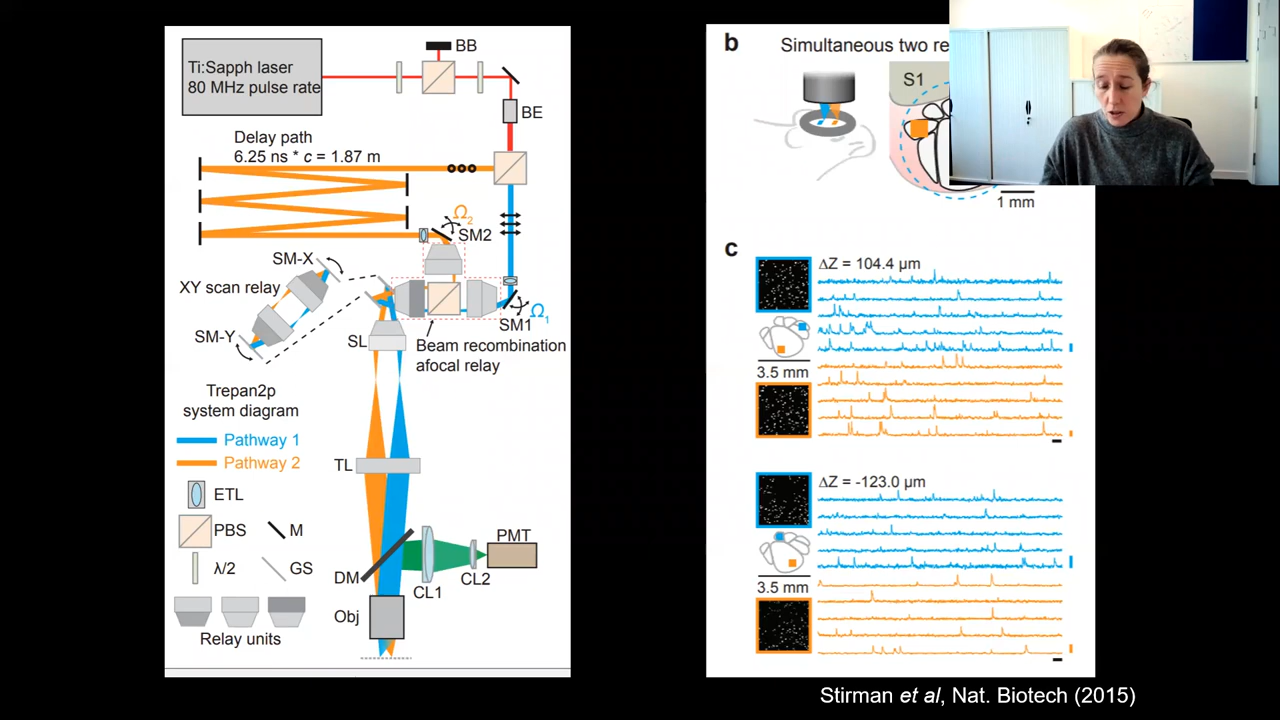 Ti:Sapph laser
80 MHz pulse rate
BB
BE
Delay path
6.25 ns * c = 1.87 m
Ω2
SM2
SM-X
XY scan relay
SM-Y
SM1
Ω1
SL
Beam recombination
afocal relay
Trepan2p
system diagram
Pathway 1
Pathway 2
TL
ETL
PBS
M
λ/2
GS
Relay units
DM
CL1
CL2
PMT
Obj
b
Simultaneous two re
S1
1 mm
c
ΔZ = 104.4 µm
3.5 mm
ΔZ = -123.0 µm
3.5 mm
Stirman et al, Nat. Biotech (2015)